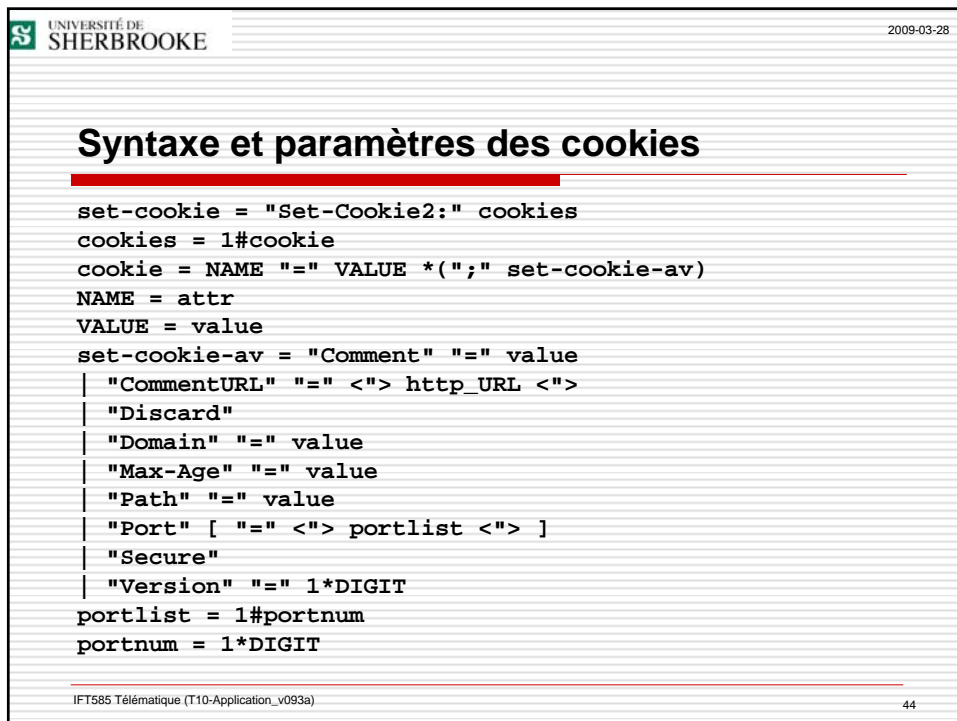 UNIVERSITÉ DE
SHERBROOKE
2009-03-28
Syntaxe et paramètres des cookies
set-cookie = "Set-Cookie2:" cookies
cookies = 1#cookie
cookie = NAME "=" VALUE *(";" set-cookie-av)
NAME = attr
VALUE = value
set-cookie-av = "Comment" "=" value
| "CommentURL" "=" <"> http_URL <">
| "Discard"
| "Domain" "=" value
| "Max-Age" "=" value
| "Path" "=" value
| "Port" [ "=" <"> portlist <"> ]
| "Secure"
| "Version" "=" 1*DIGIT
portlist = 1#portnum
portnum = 1*DIGIT
IFT585 Télématique (T10-Application_v093a)
44